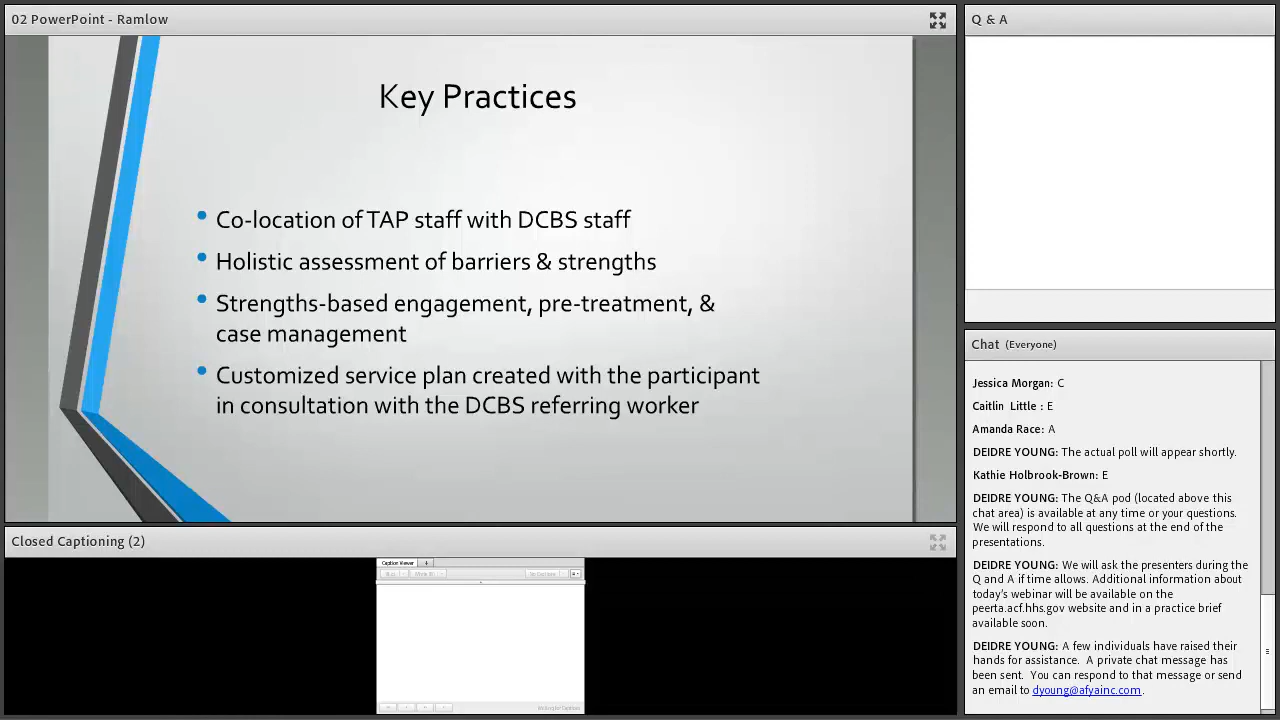 02 PowerPoint - Ramlow
Key Practices
• Co-location of TAP staff with DCBS staff
• Holistic assessment of barriers & strengths
• Strengths-based engagement, pre-treatment, &
case management
• Customized service plan created with the participant
in consultation with the DCBS referring worker
Closed Captioning (2)
Caption Viewer
Q & A
Chat (Everyone)
Jessica Morgan: C
Caitlin Little : E
Amanda Race: A
DEIDRE YOUNG: The actual poll will appear shortly.
Kathie Holbrook-Brown: E
DEIDRE YOUNG: The Q&A pod (located above this
chat area) is available at any time or your questions.
We will respond to all questions at the end of the
presentations.
DEIDRE YOUNG: We will ask the presenters during the
Q and A if time allows. Additional information about
today's webinar will be available on the
peerta.acf.hhs.gov website and in a practice brief
available soon.
DEIDRE YOUNG: A few individuals have raised their
hands for assistance. A private chat message has
been sent. You can respond to that message or send
an email to dyoung@afyainc.com.